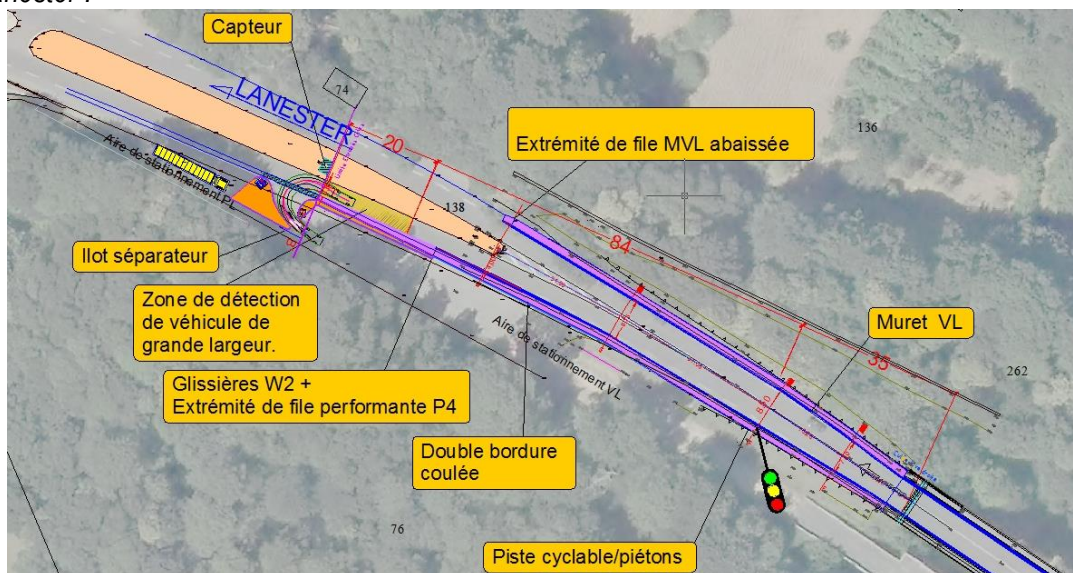 Capteur
LANESTER
74
20
Extrémité de file MVL abaissée
136
Aire de stationnement PL
138
84
Ilot séparateur
Zone de détection
de véhicule de
grande largeur.
Aire de stationnement VL
Muret VL
35
262
Glissières W2 +
Extrémité de file performante P4
Double bordure
coulée
76
Piste cyclable/piétons